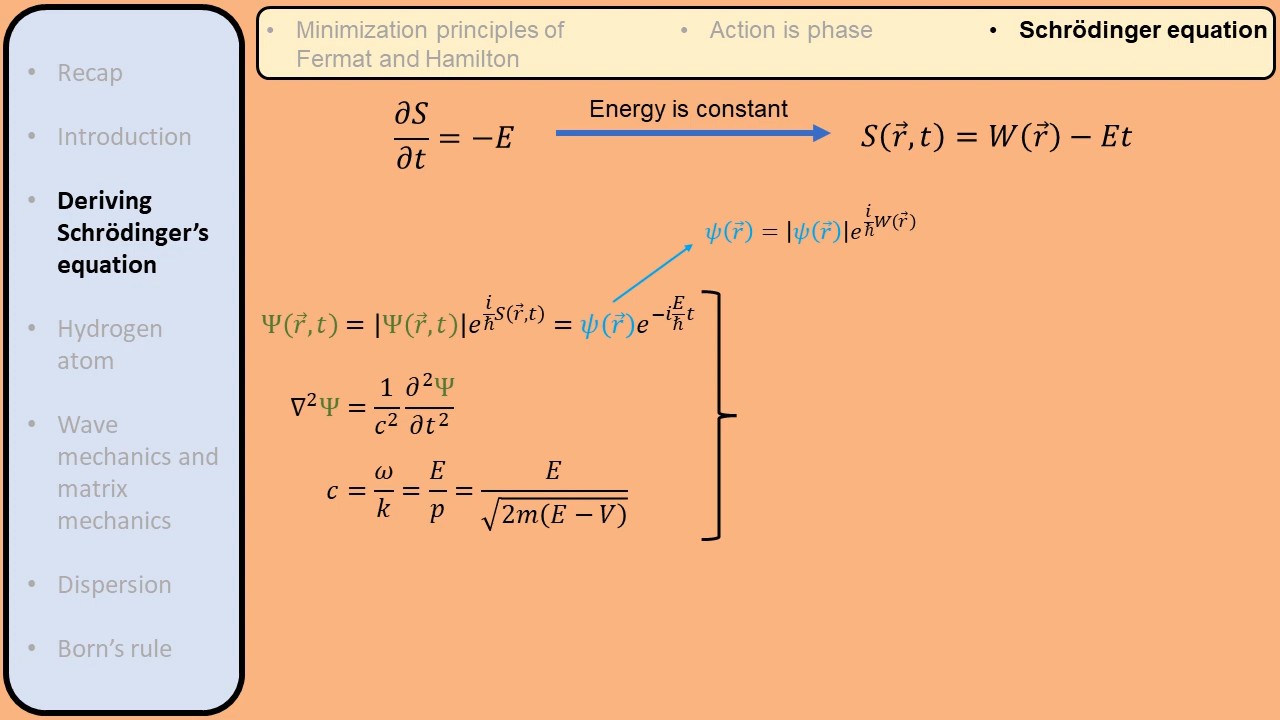 • Recap
• Introduction
• Deriving
Schrödinger’s
equation
• Hydrogen
atom
• Wave
mechanics and
matrix
mechanics
• Dispersion
• Born’s rule
• Minimization principles of
Fermat and Hamilton
• Action is phase
• Schrödinger equation
∂S/∂t = −E
Energy is constant
S(r⃗, t) = W(r⃗) − Et
ψ(r⃗) = |ψ(r⃗)|e^{(i/ħ)W(r⃗)}
Ψ(r⃗, t) = |Ψ(r⃗, t)|e^{(i/ħ)S(r⃗,t)} = ψ(r⃗)e^{−i(E/ħ)t}
∇²Ψ = (1/c²) ∂²Ψ/∂t²
c = ω/k = E/p = E/√(2m(E − V))